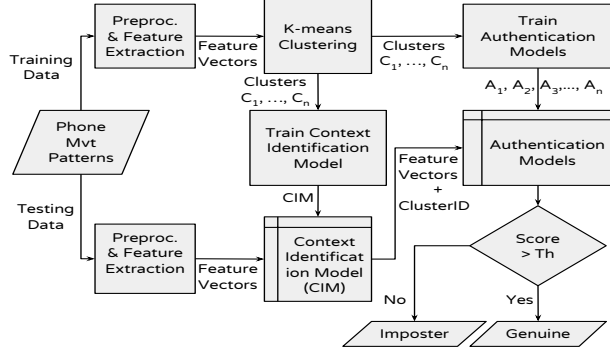 Preproc.
& Feature
Extraction
K-means
Clustering
Train
Authentication
Models
Training
Data
Feature
Vectors
Clusters
C1, ..., Cn
Clusters
C1, ..., Cn
A1, A2, A3,..., An
Phone
Mvt
Patterns
Train Context
Identification
Model
Feature
Vectors
+
ClusterID
Authentication
Models
CIM
Testing
Data
Preproc.
& Feature
Extraction
Feature
Vectors
Context
Identificat
ion Model
(CIM)
Score
> Th
No
Yes
Imposter
Genuine